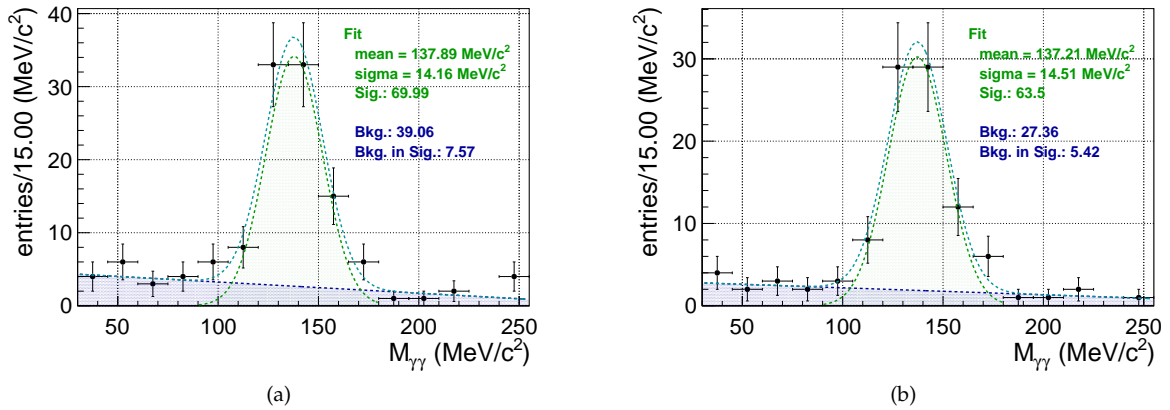 40
30
20
10
0
entries/15.00 (MeV/c²)
Fit
mean = 137.89 MeV/c²
sigma = 14.16 MeV/c²
Sig.: 69.99
Bkg.: 39.06
Bkg. in Sig.: 7.57
50 100 150 200 250
Mγγ (MeV/c²)
(a)
30
20
10
0
entries/15.00 (MeV/c²)
Fit
mean = 137.21 MeV/c²
sigma = 14.51 MeV/c²
Sig.: 63.5
Bkg.: 27.36
Bkg. in Sig.: 5.42
50 100 150 200 250
Mγγ (MeV/c²)
(b)